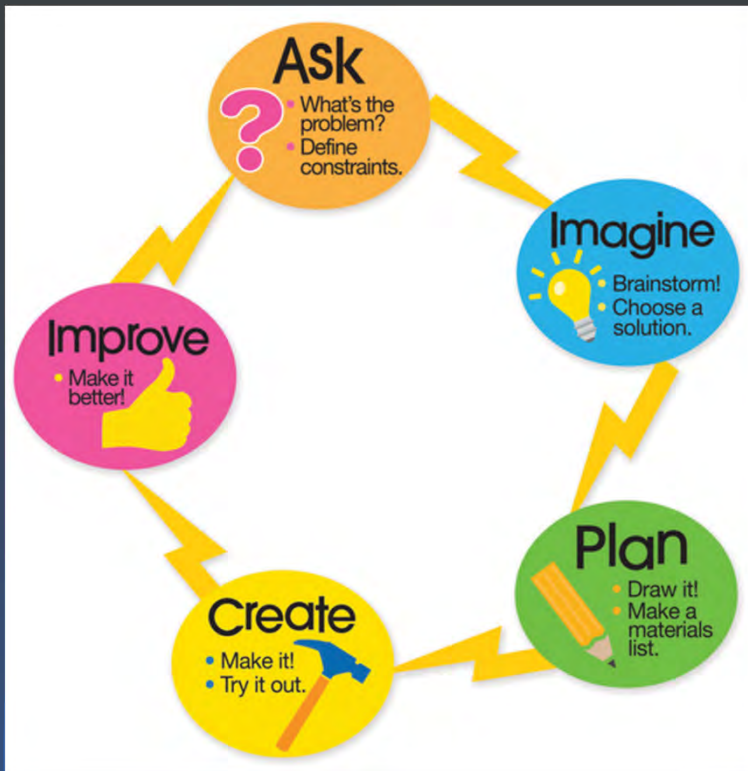 Ask
• What's the
problem?
• Define
constraints.
Imagine
• Brainstorm!
• Choose a
solution.
Plan
• Draw it!
• Make a
materials
list.
Create
• Make it!
• Try it out.
Improve
• Make it
better!